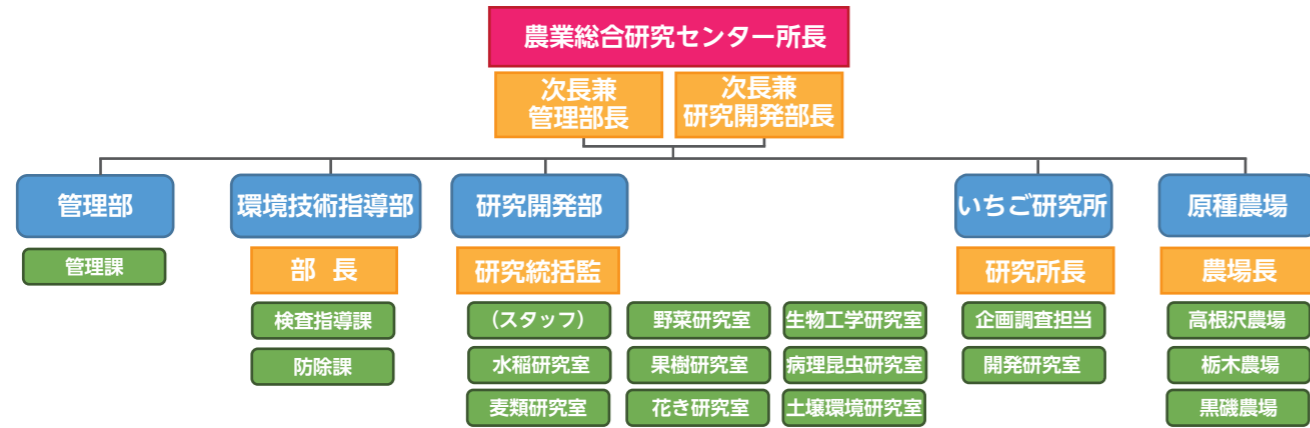 農業総合研究センター所長
次長兼
管理部長
次長兼
研究開発部長
管理部
環境技術指導部
研究開発部
いちご研究所
原種農場
部 長
研究統括監
研究所長
農場長
管理課
検査指導課
防除課
（スタッフ）
野菜研究室
生物工学研究室
水稲研究室
果樹研究室
病理昆虫研究室
麦類研究室
花き研究室
土壌環境研究室
企画調査担当
開発研究室
高根沢農場
栃木農場
黒磯農場